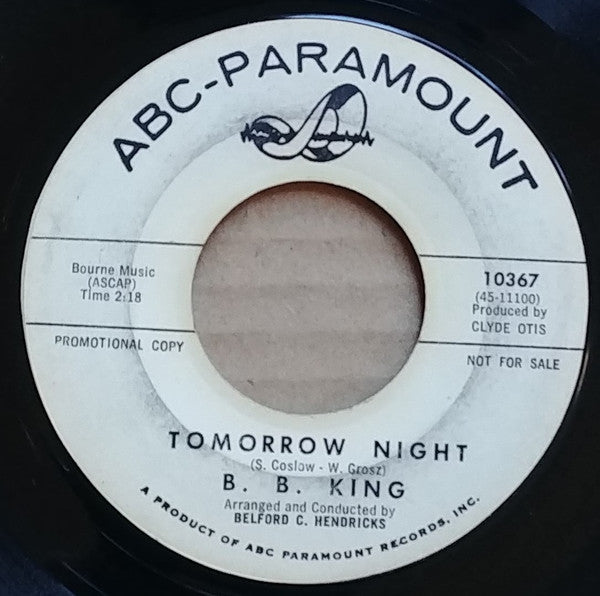 ABC-PARAMOUNT
Bourne Music
(ASCAP)
Time 2:18
10367
(45-11100)
Produced by
CLYDE OTIS
PROMOTIONAL COPY
NOT FOR SALE
TOMORROW NIGHT
(S. Coslow - W. Grosz)
B. B. KING
Arranged and Conducted by
BELFORD C. HENDRICKS
A PRODUCT OF ABC PARAMOUNT RECORDS, INC.